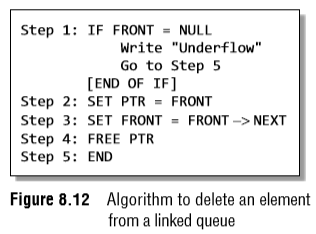 Step 1: IF FRONT = NULL
Write "Underflow"
Go to Step 5
[END OF IF]
Step 2: SET PTR = FRONT
Step 3: SET FRONT = FRONT -> NEXT
Step 4: FREE PTR
Step 5: END
Figure 8.12 Algorithm to delete an element
from a linked queue